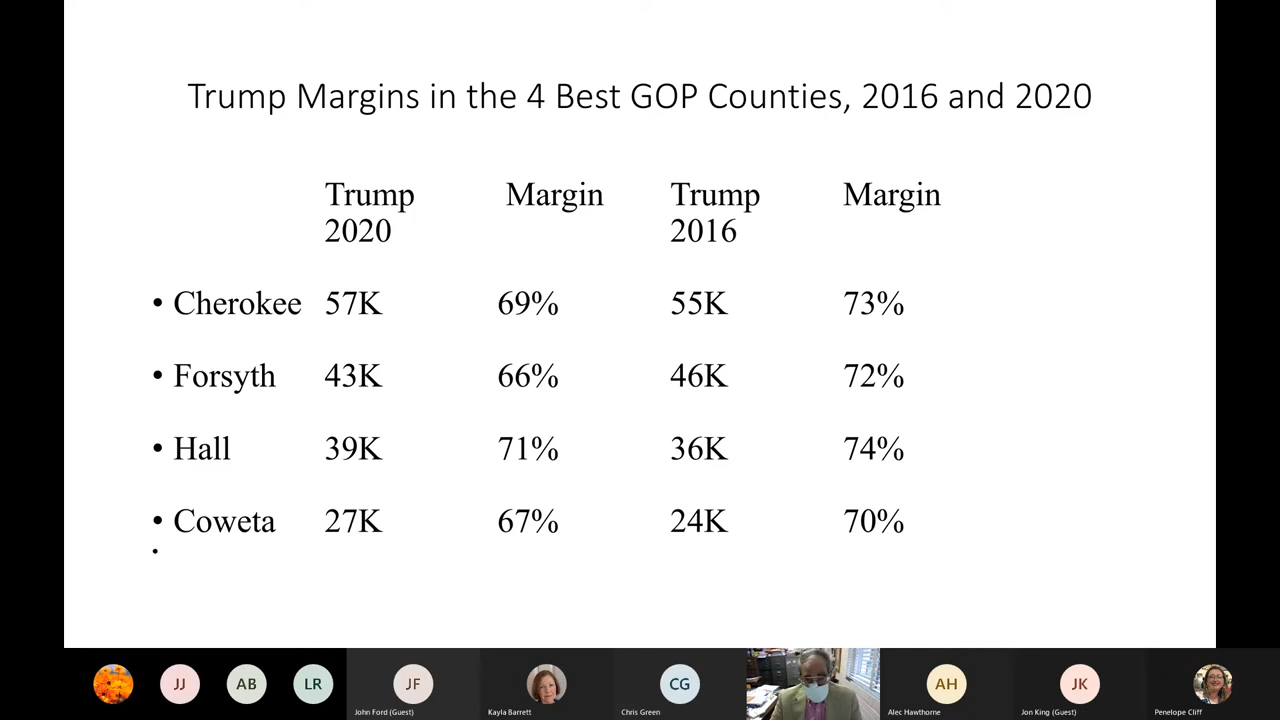 Trump Margins in the 4 Best GOP Counties, 2016 and 2020
Trump Margin Trump Margin
2020 2016
• Cherokee 57K 69% 55K 73%
• Forsyth 43K 66% 46K 72%
• Hall 39K 71% 36K 74%
• Coweta 27K 67% 24K 70%
•
JJ AB LR JF CG AH JK
John Ford (Guest) Kayla Barrett Chris Green Alec Hawthorne Jon King (Guest) Penelope Cliff